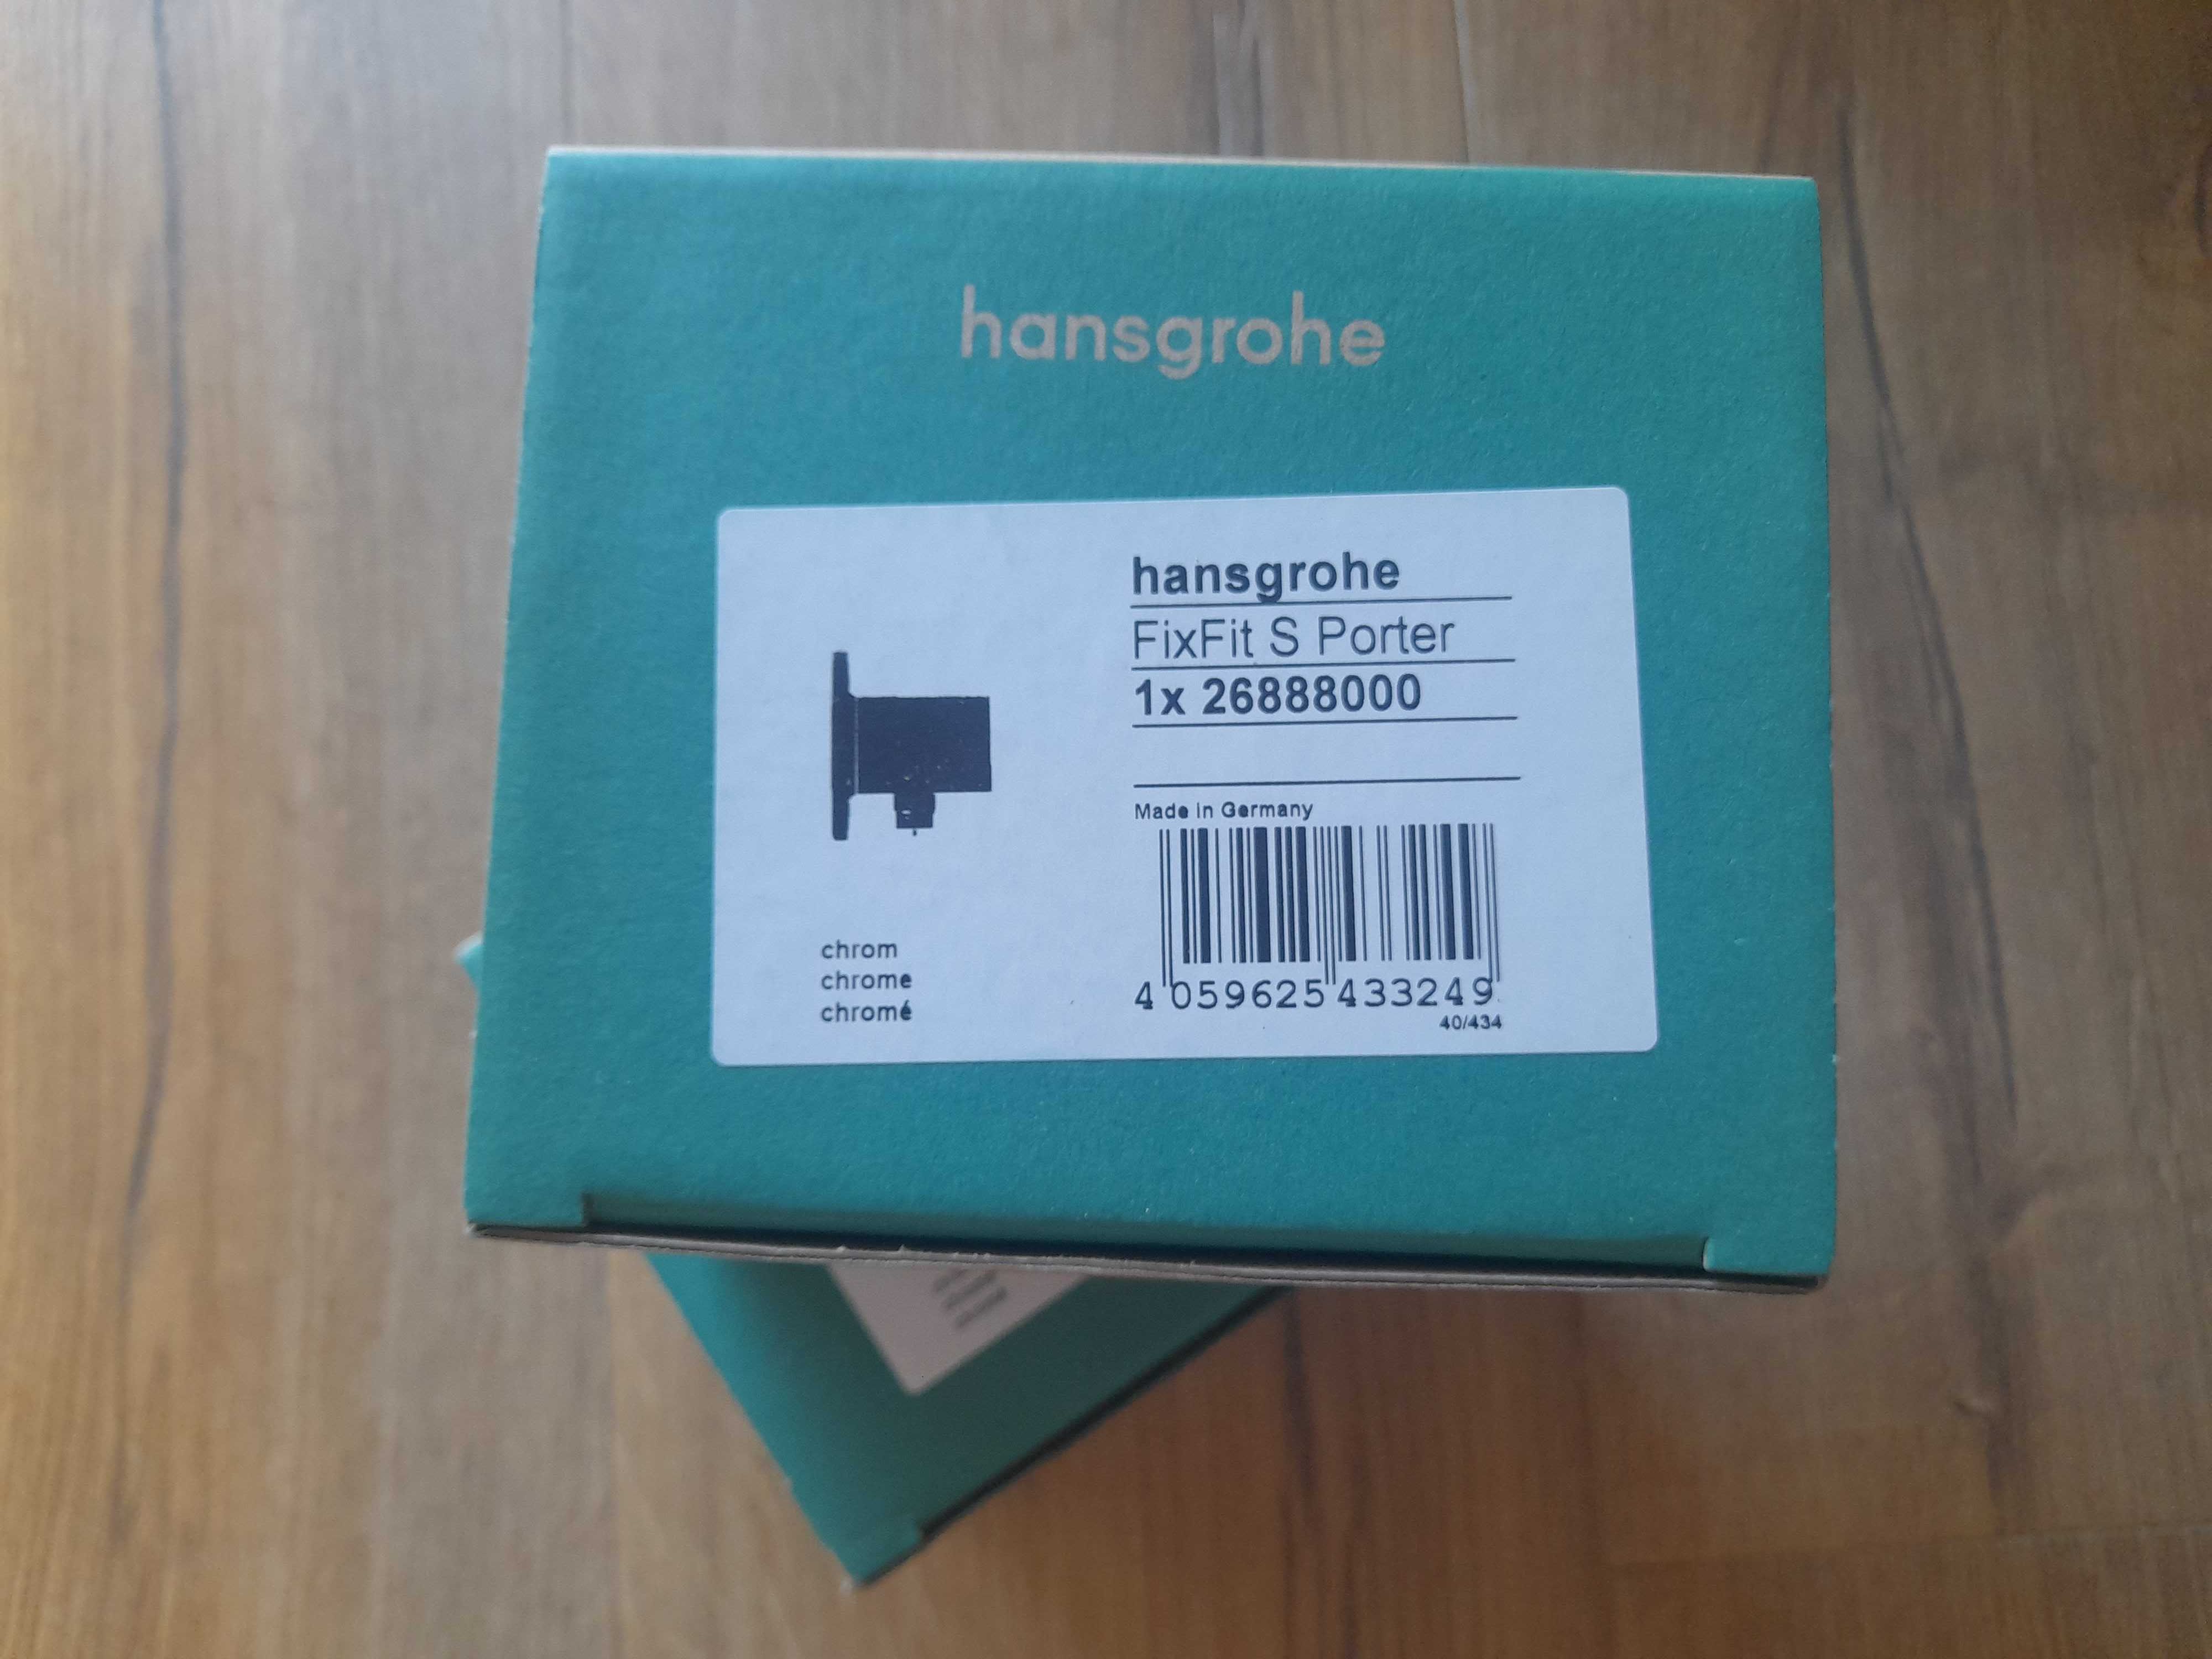 hansgrohe
hansgrohe
FixFit S Porter
1x 26888000
Made in Germany
chrom
chrome
chromé
4 059625 433249
40/434